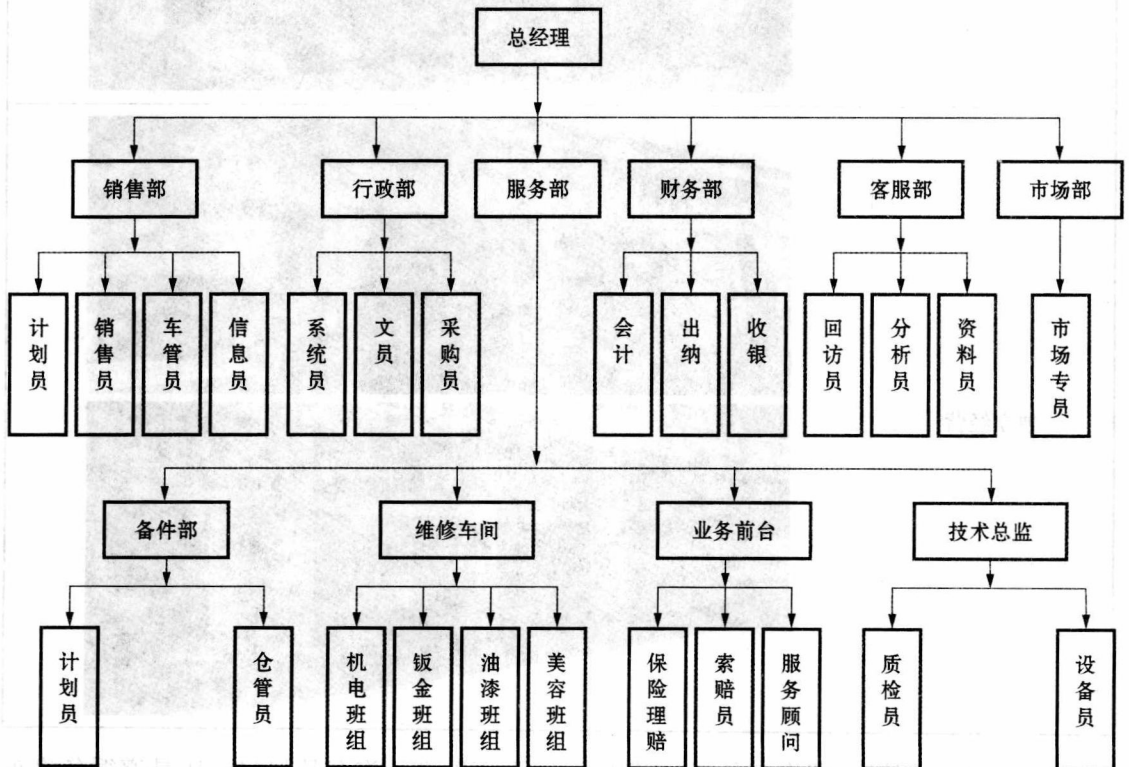 总经理
销售部
行政部
服务部
财务部
客服部
市场部
计划员
销售员
车管员
信息员
系统员
文员
采购员
会计
出纳
收银
回访员
分析员
资料员
市场专员
备件部
维修车间
业务前台
技术总监
计划员
仓管员
机电班组
钣金班组
油漆班组
美容班组
保险理赔
索赔员
服务顾问
质检员
设备员